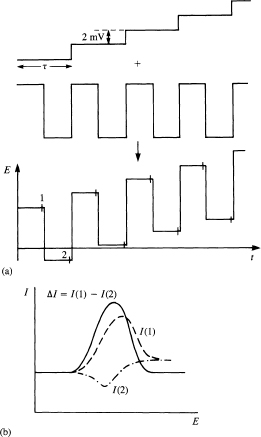 2 mV
τ
+
E
1
2
t
(a)
I
ΔI = I(1) − I(2)
I(1)
I(2)
E
(b)